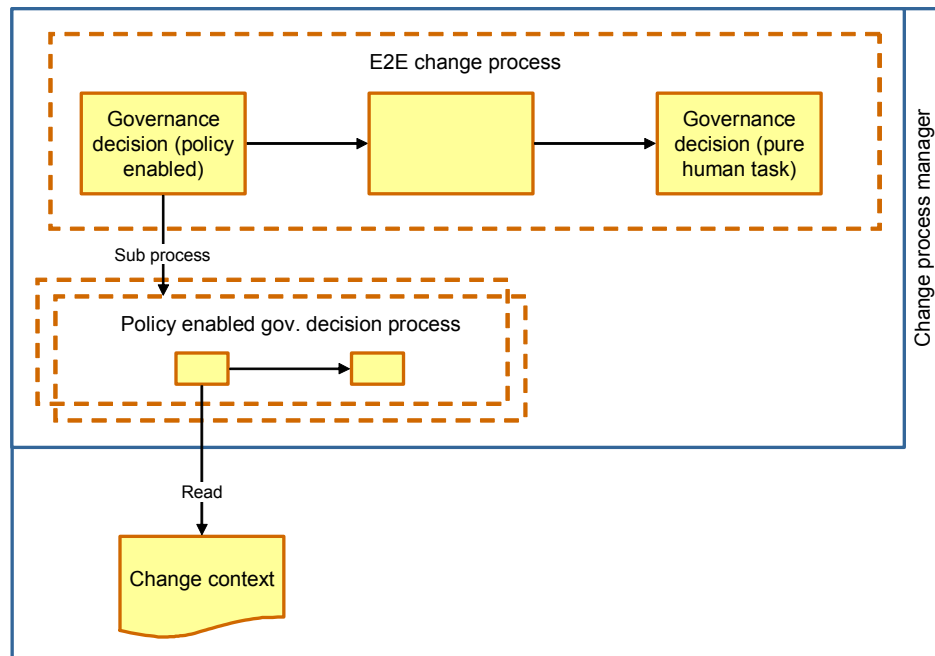 E2E change process
Governance
decision (policy
enabled)
Governance
decision (pure
human task)
Change process manager
Sub process
Policy enabled gov. decision process
Read
Change context